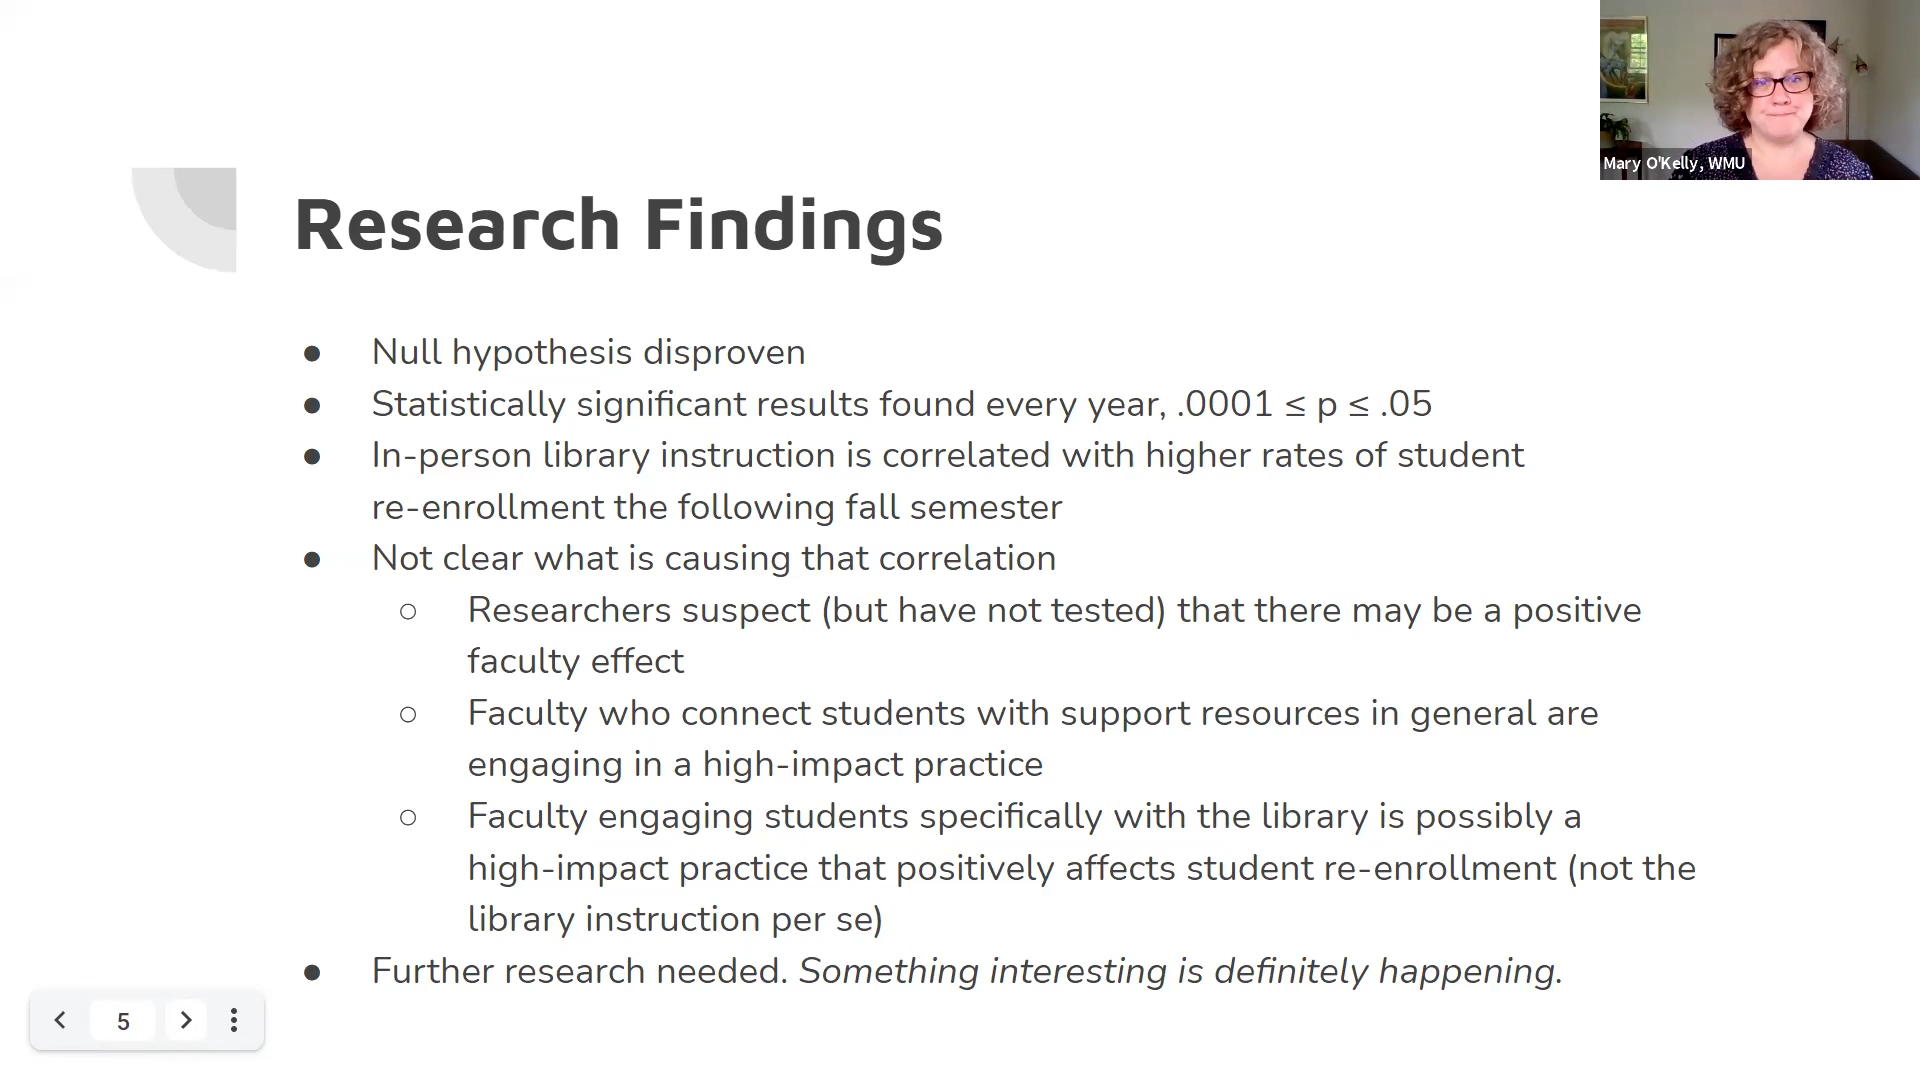 Mary O'Kelly, WMU
Research Findings
● Null hypothesis disproven
● Statistically significant results found every year, .0001 ≤ p ≤ .05
● In-person library instruction is correlated with higher rates of student
re-enrollment the following fall semester
● Not clear what is causing that correlation
○ Researchers suspect (but have not tested) that there may be a positive
faculty effect
○ Faculty who connect students with support resources in general are
engaging in a high-impact practice
○ Faculty engaging students specifically with the library is possibly a
high-impact practice that positively affects student re-enrollment (not the
library instruction per se)
● Further research needed. Something interesting is definitely happening.
5